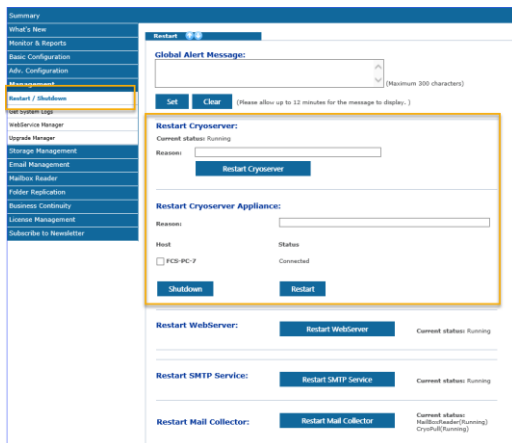 Summary
What's New
Monitor & Reports
Basic Configuration
Adv. Configuration
Management
Restart / Shutdown
Get System Logs
WebService Manager
Upgrade Manager
Storage Management
Email Management
Mailbox Reader
Folder Replication
Business Continuity
License Management
Subscribe to Newsletter
Restart
Global Alert Message:
(Maximum 300 characters)
Set Clear (Please allow up to 12 minutes for the message to display. )
Restart Cryoserver:
Current status: Running
Reason:
Restart Cryoserver
Restart Cryoserver Appliance:
Reason:
Host Status
FCS-PC-7 Connected
Shutdown Restart
Restart WebServer: Restart WebServer Current status: Running
Restart SMTP Service: Restart SMTP Service Current status: Running
Restart Mail Collector: Restart Mail Collector Current status:
MailBoxReader(Running)
CryoPull(Running)